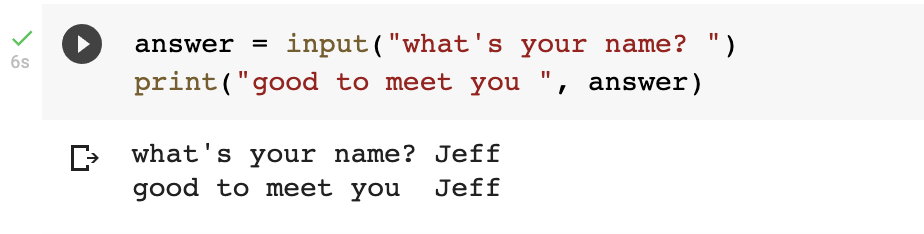 answer = input("what's your name? ")
6s
print("good to meet you ", answer)
what's your name? Jeff
good to meet you  Jeff